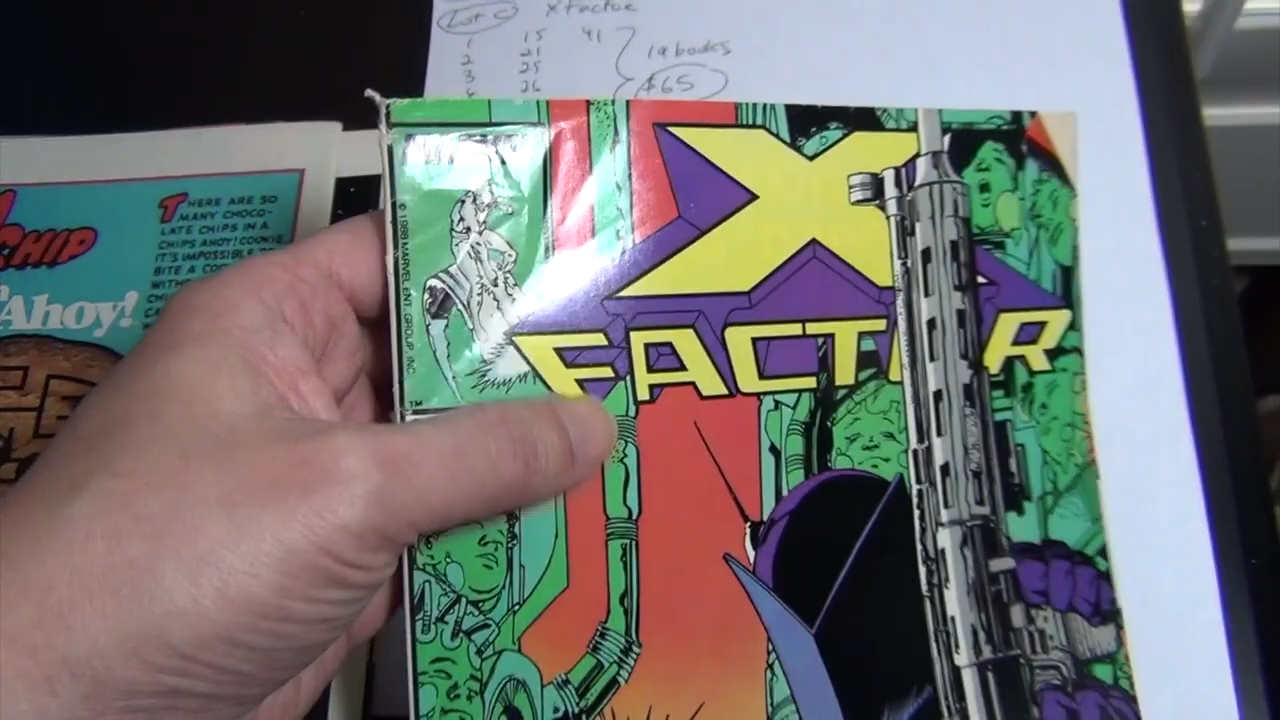 Lot C X Factor
1 15 41
2 21 19 books
3 25 $65
4 26
THERE ARE SO
MANY CHOCO-
LATE CHIPS IN A
CHIPS AHOY! COOKIE
IT'S IMPOSSIBLE TO
BITE A
CHIP
Ahoy!
© 1988 MARVEL ENT. GROUP, INC.
TM
X
FACTOR